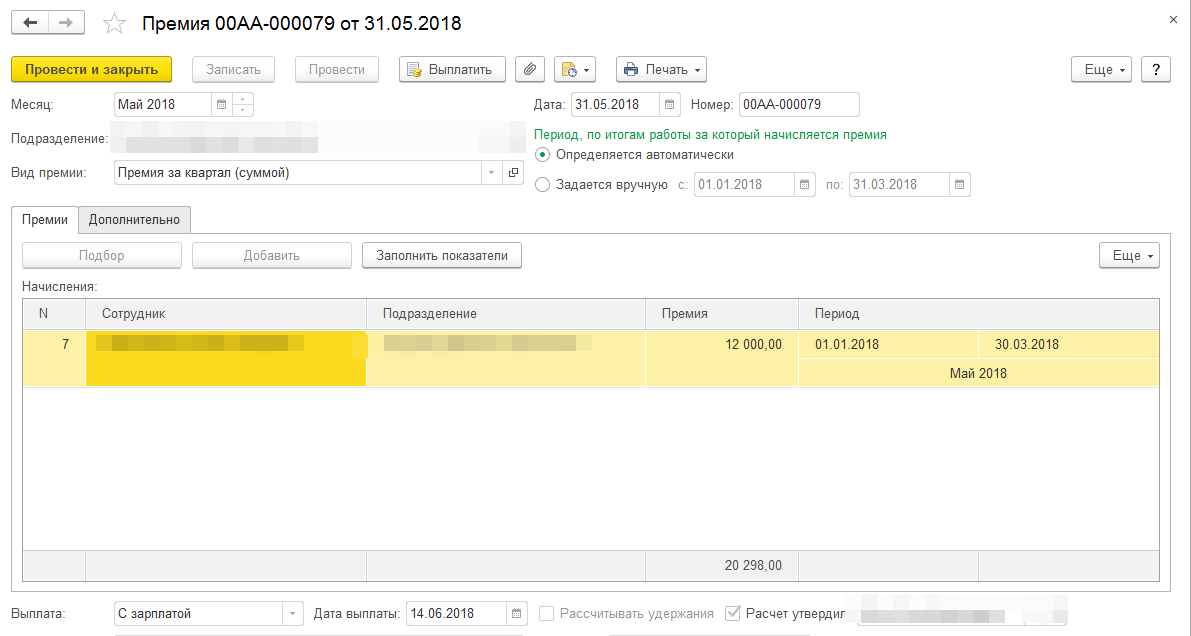 Премия 00АА-000079 от 31.05.2018
Провести и закрыть Записать Провести Выплатить Печать Еще ?
Месяц: Май 2018 Дата: 31.05.2018 Номер: 00АА-000079
Подразделение: Период, по итогам работы за который начисляется премия
Определяется автоматически
Вид премии: Премия за квартал (суммой)
Задается вручную с: 01.01.2018 по: 31.03.2018
Премии Дополнительно
Подбор Добавить Заполнить показатели Еще
Начисления:
N Сотрудник Подразделение Премия Период
7 12 000,00 01.01.2018 30.03.2018
Май 2018
20 298,00
Выплата: С зарплатой Дата выплаты: 14.06.2018 Рассчитывать удержания Расчет утвердил